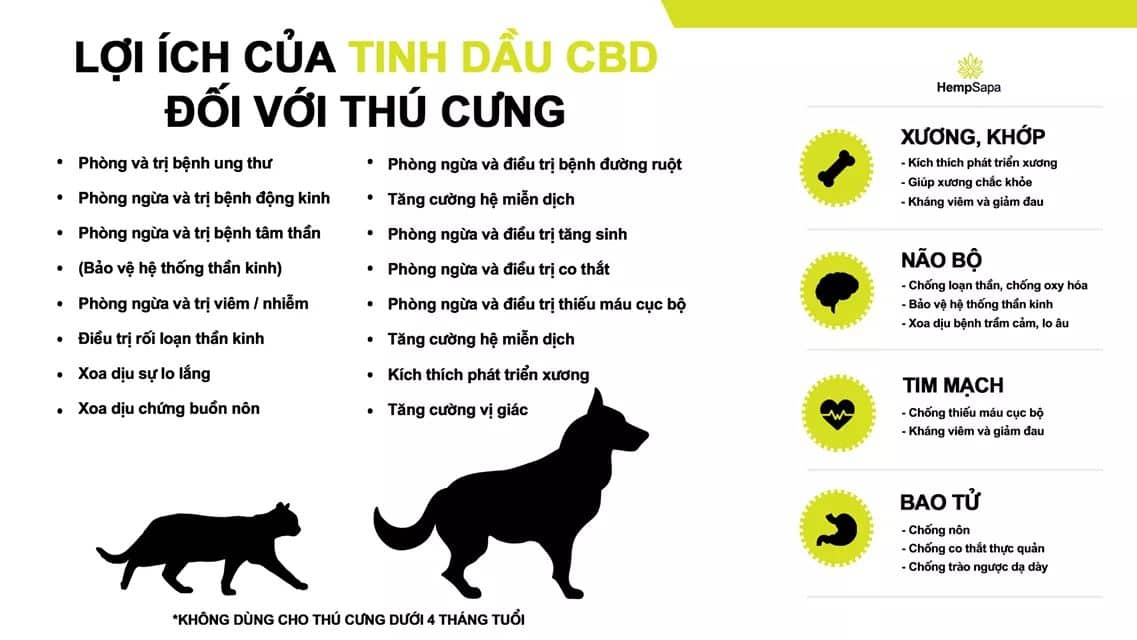 LỢI ÍCH CỦA TINH DẦU CBD
ĐỐI VỚI THÚ CƯNG
• Phòng và trị bệnh ung thư
• Phòng ngừa và trị bệnh động kinh
• Phòng ngừa và trị bệnh tâm thần
• (Bảo vệ hệ thống thần kinh)
• Phòng ngừa và trị viêm / nhiễm
• Điều trị rối loạn thần kinh
• Xoa dịu sự lo lắng
• Xoa dịu chứng buồn nôn
• Phòng ngừa và điều trị bệnh đường ruột
• Tăng cường hệ miễn dịch
• Phòng ngừa và điều trị tăng sinh
• Phòng ngừa và điều trị co thắt
• Phòng ngừa và điều trị thiếu máu cục bộ
• Tăng cường hệ miễn dịch
• Kích thích phát triển xương
• Tăng cường vị giác
*KHÔNG DÙNG CHO THÚ CƯNG DƯỚI 4 THÁNG TUỔI
HempSapa
XƯƠNG, KHỚP
- Kích thích phát triển xương
- Giúp xương chắc khỏe
- Kháng viêm và giảm đau
NÃO BỘ
- Chống loạn thần, chống oxy hóa
- Bảo vệ hệ thống thần kinh
- Xoa dịu bệnh trầm cảm, lo âu
TIM MẠCH
- Chống thiếu máu cục bộ
- Kháng viêm và giảm đau
BAO TỬ
- Chống nôn
- Chống co thắt thực quản
- Chống trào ngược dạ dày